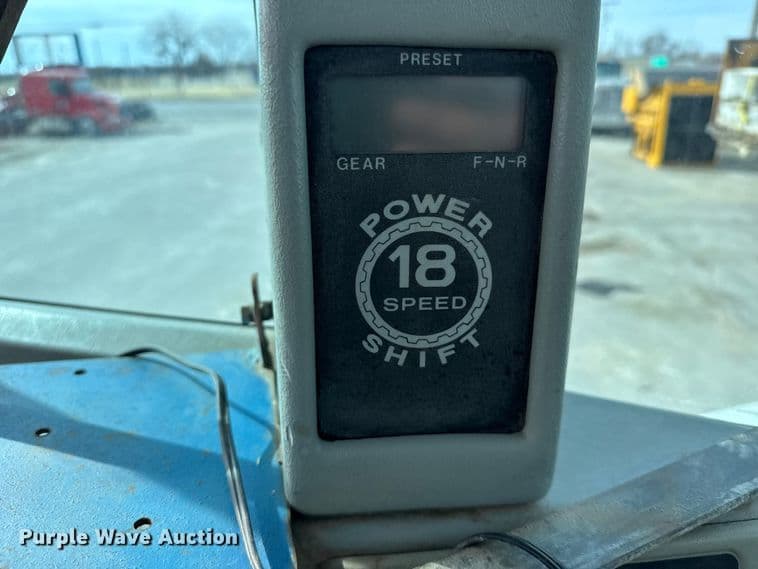 PRESET
GEAR F-N-R
POWER
18
SPEED
SHIFT
Purple Wave Auction